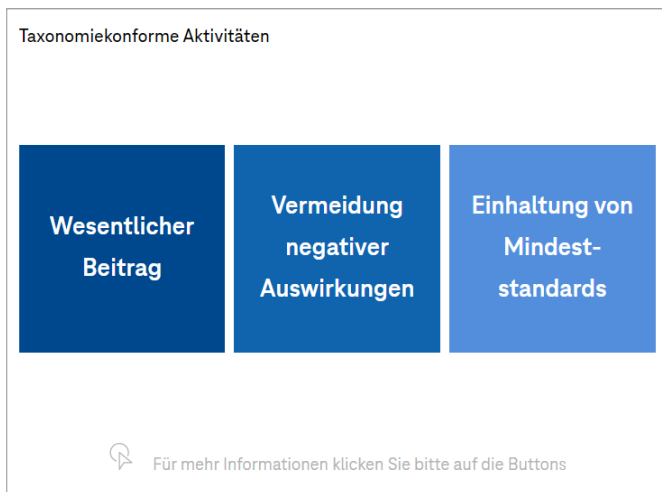 Taxonomiekonforme Aktivitäten
Wesentlicher
Beitrag
Vermeidung
negativer
Auswirkungen
Einhaltung von
Mindest-
standards
Für mehr Informationen klicken Sie bitte auf die Buttons